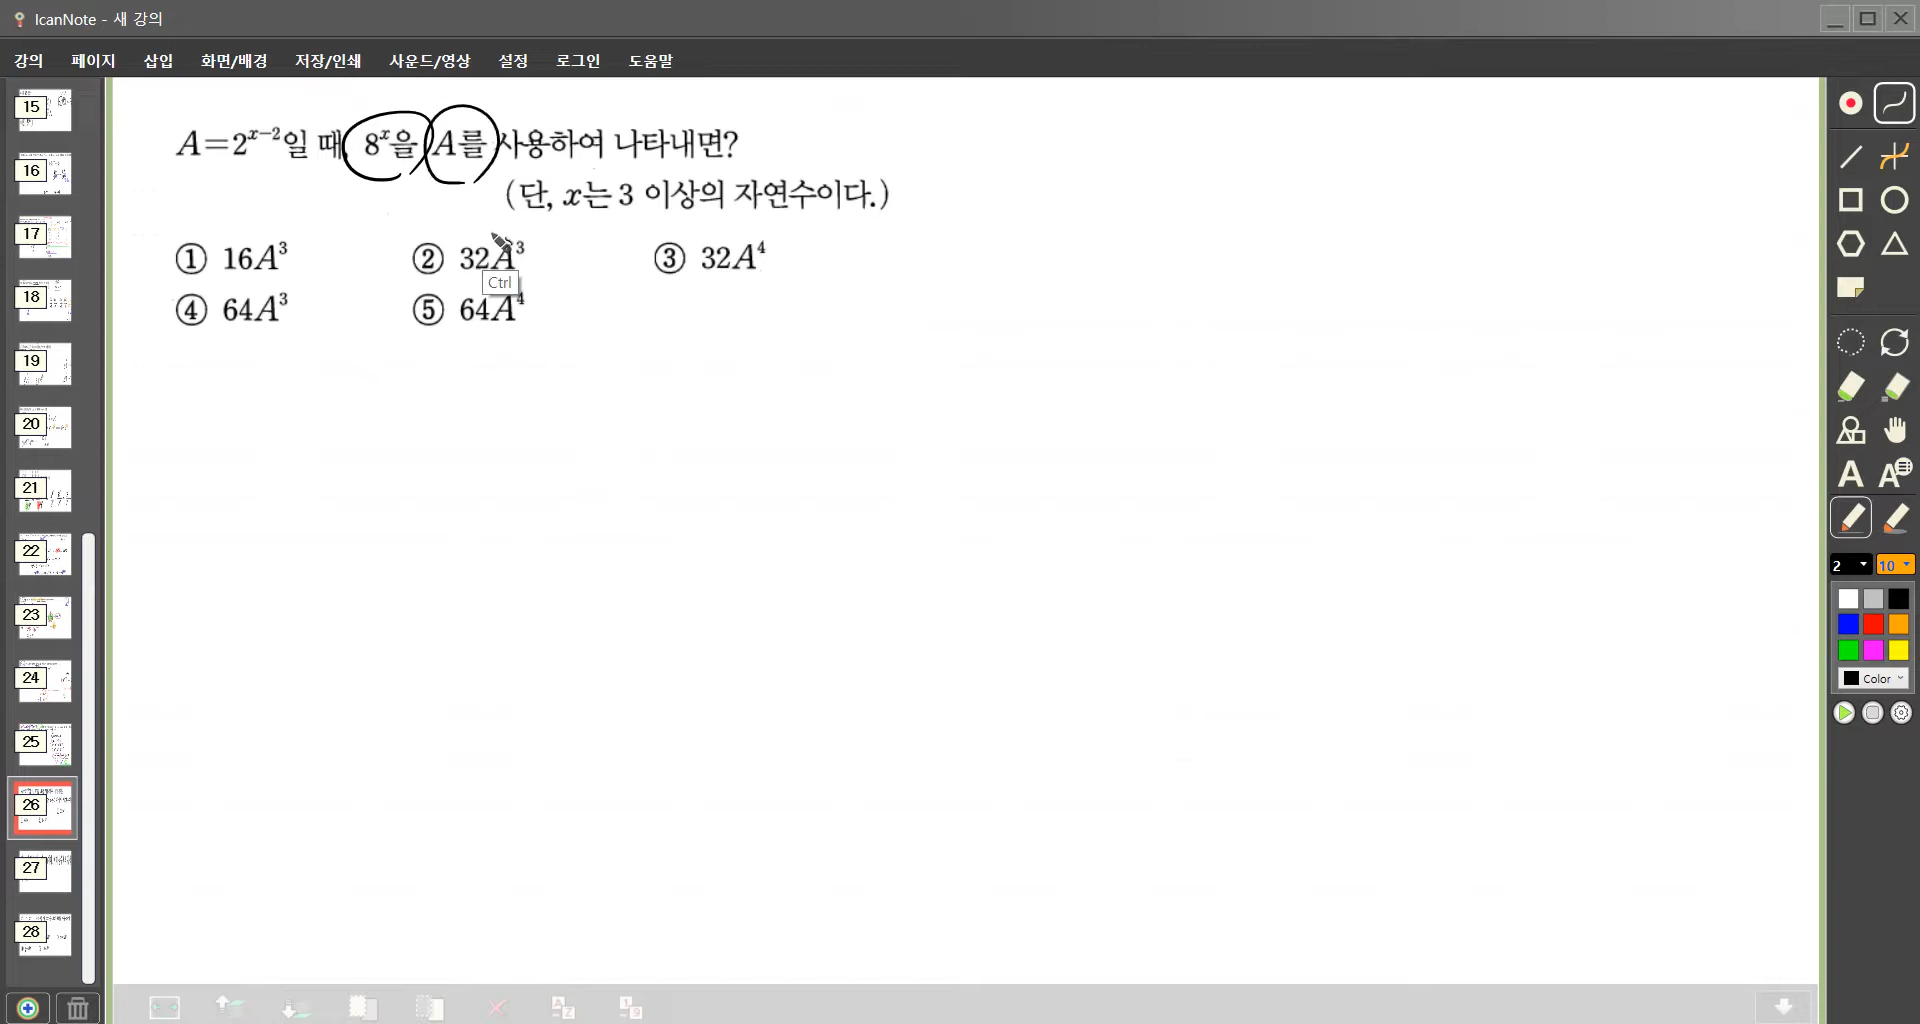 IcanNote - 새 강의
강의 페이지 삽입 화면/배경 저장/인쇄 사운드/영상 설정 로그인 도움말
A=2^{x-2}일 때, 8^x을 A를 사용하여 나타내면?
(단, x는 3 이상의 자연수이다.)
① 16A³ ② 32A³ ③ 32A⁴
Ctrl
④ 64A³ ⑤ 64A⁴
15
16
17
18
19
20
21
22
23
24
25
26
27
28
2 10
Color